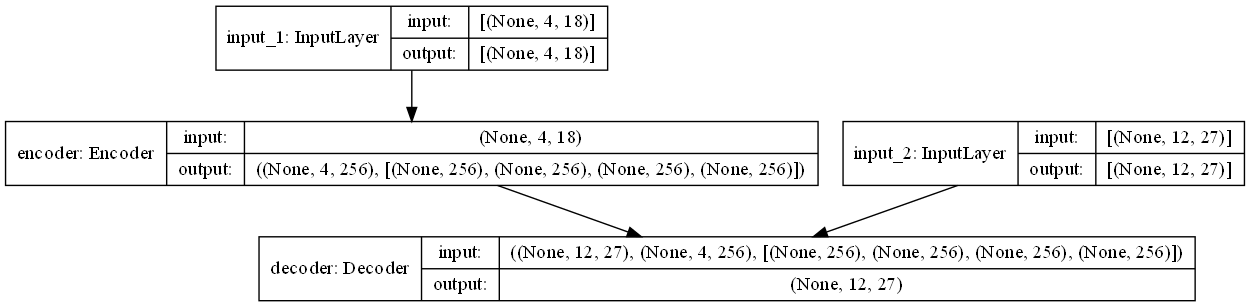 input_1: InputLayer
input:
[(None, 4, 18)]
output:
[(None, 4, 18)]
encoder: Encoder
input:
(None, 4, 18)
output:
((None, 4, 256), [(None, 256), (None, 256), (None, 256), (None, 256)])
input_2: InputLayer
input:
[(None, 12, 27)]
output:
[(None, 12, 27)]
decoder: Decoder
input:
((None, 12, 27), (None, 4, 256), [(None, 256), (None, 256), (None, 256), (None, 256)])
output:
(None, 12, 27)